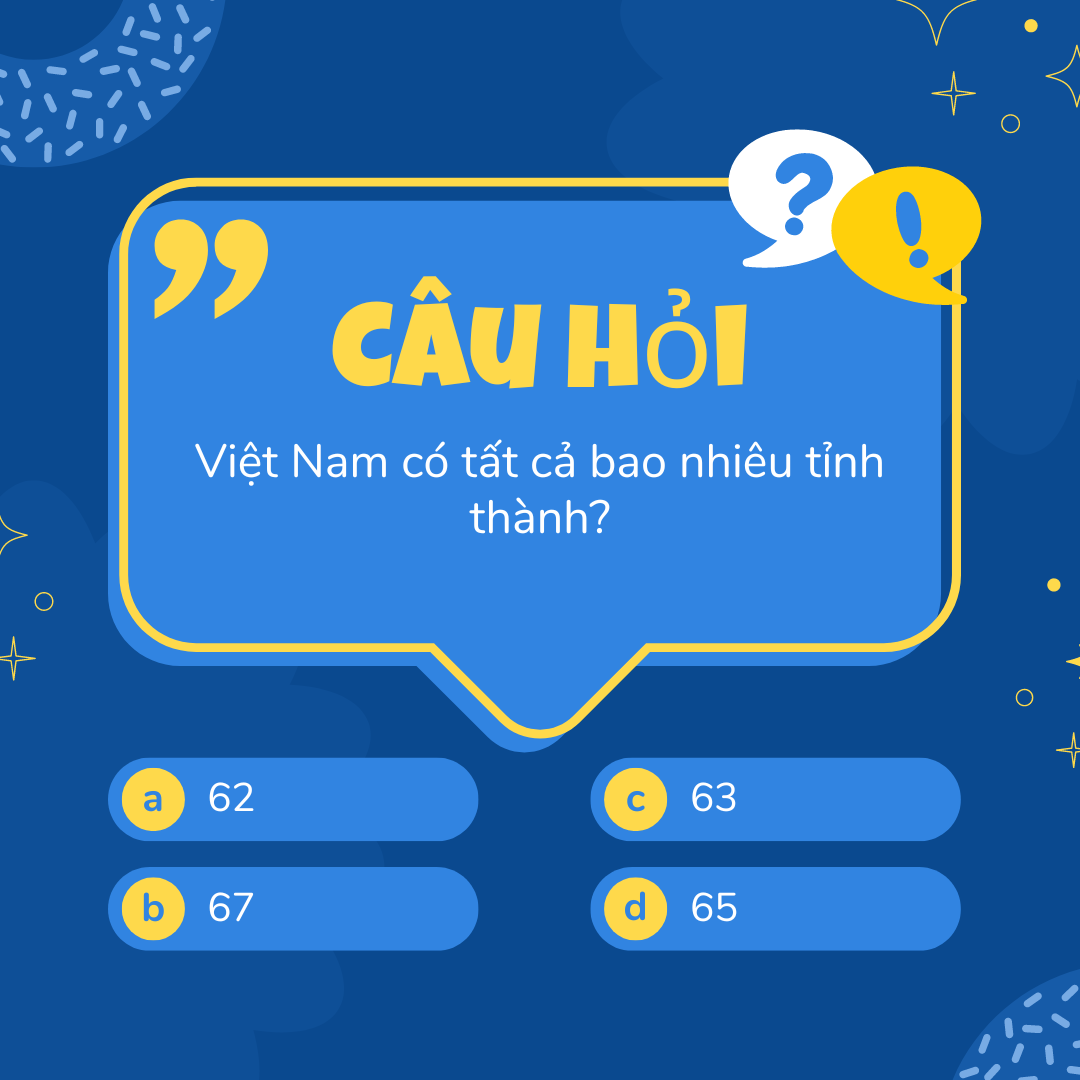 CÂU HỎI
Việt Nam có tất cả bao nhiêu tỉnh
thành?
a 62
b 67
c 63
d 65